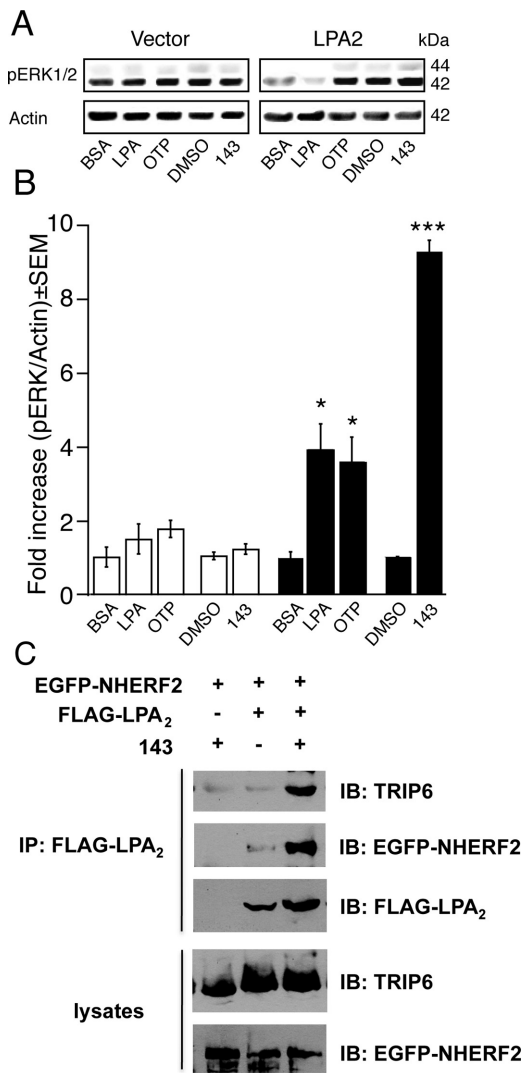 A
Vector LPA2 kDa
pERK1/2 44
42
Actin 42
BSA LPA OTP DMSO 143 BSA LPA OTP DMSO 143
B
Fold increase (pERK/Actin)±SEM
10
8
6
4
2
0
* * ***
BSA LPA OTP DMSO 143 BSA LPA OTP DMSO 143
C
EGFP-NHERF2 + + +
FLAG-LPA₂ - + +
143 + - +
IP: FLAG-LPA₂
IB: TRIP6
IB: EGFP-NHERF2
IB: FLAG-LPA₂
lysates
IB: TRIP6
IB: EGFP-NHERF2